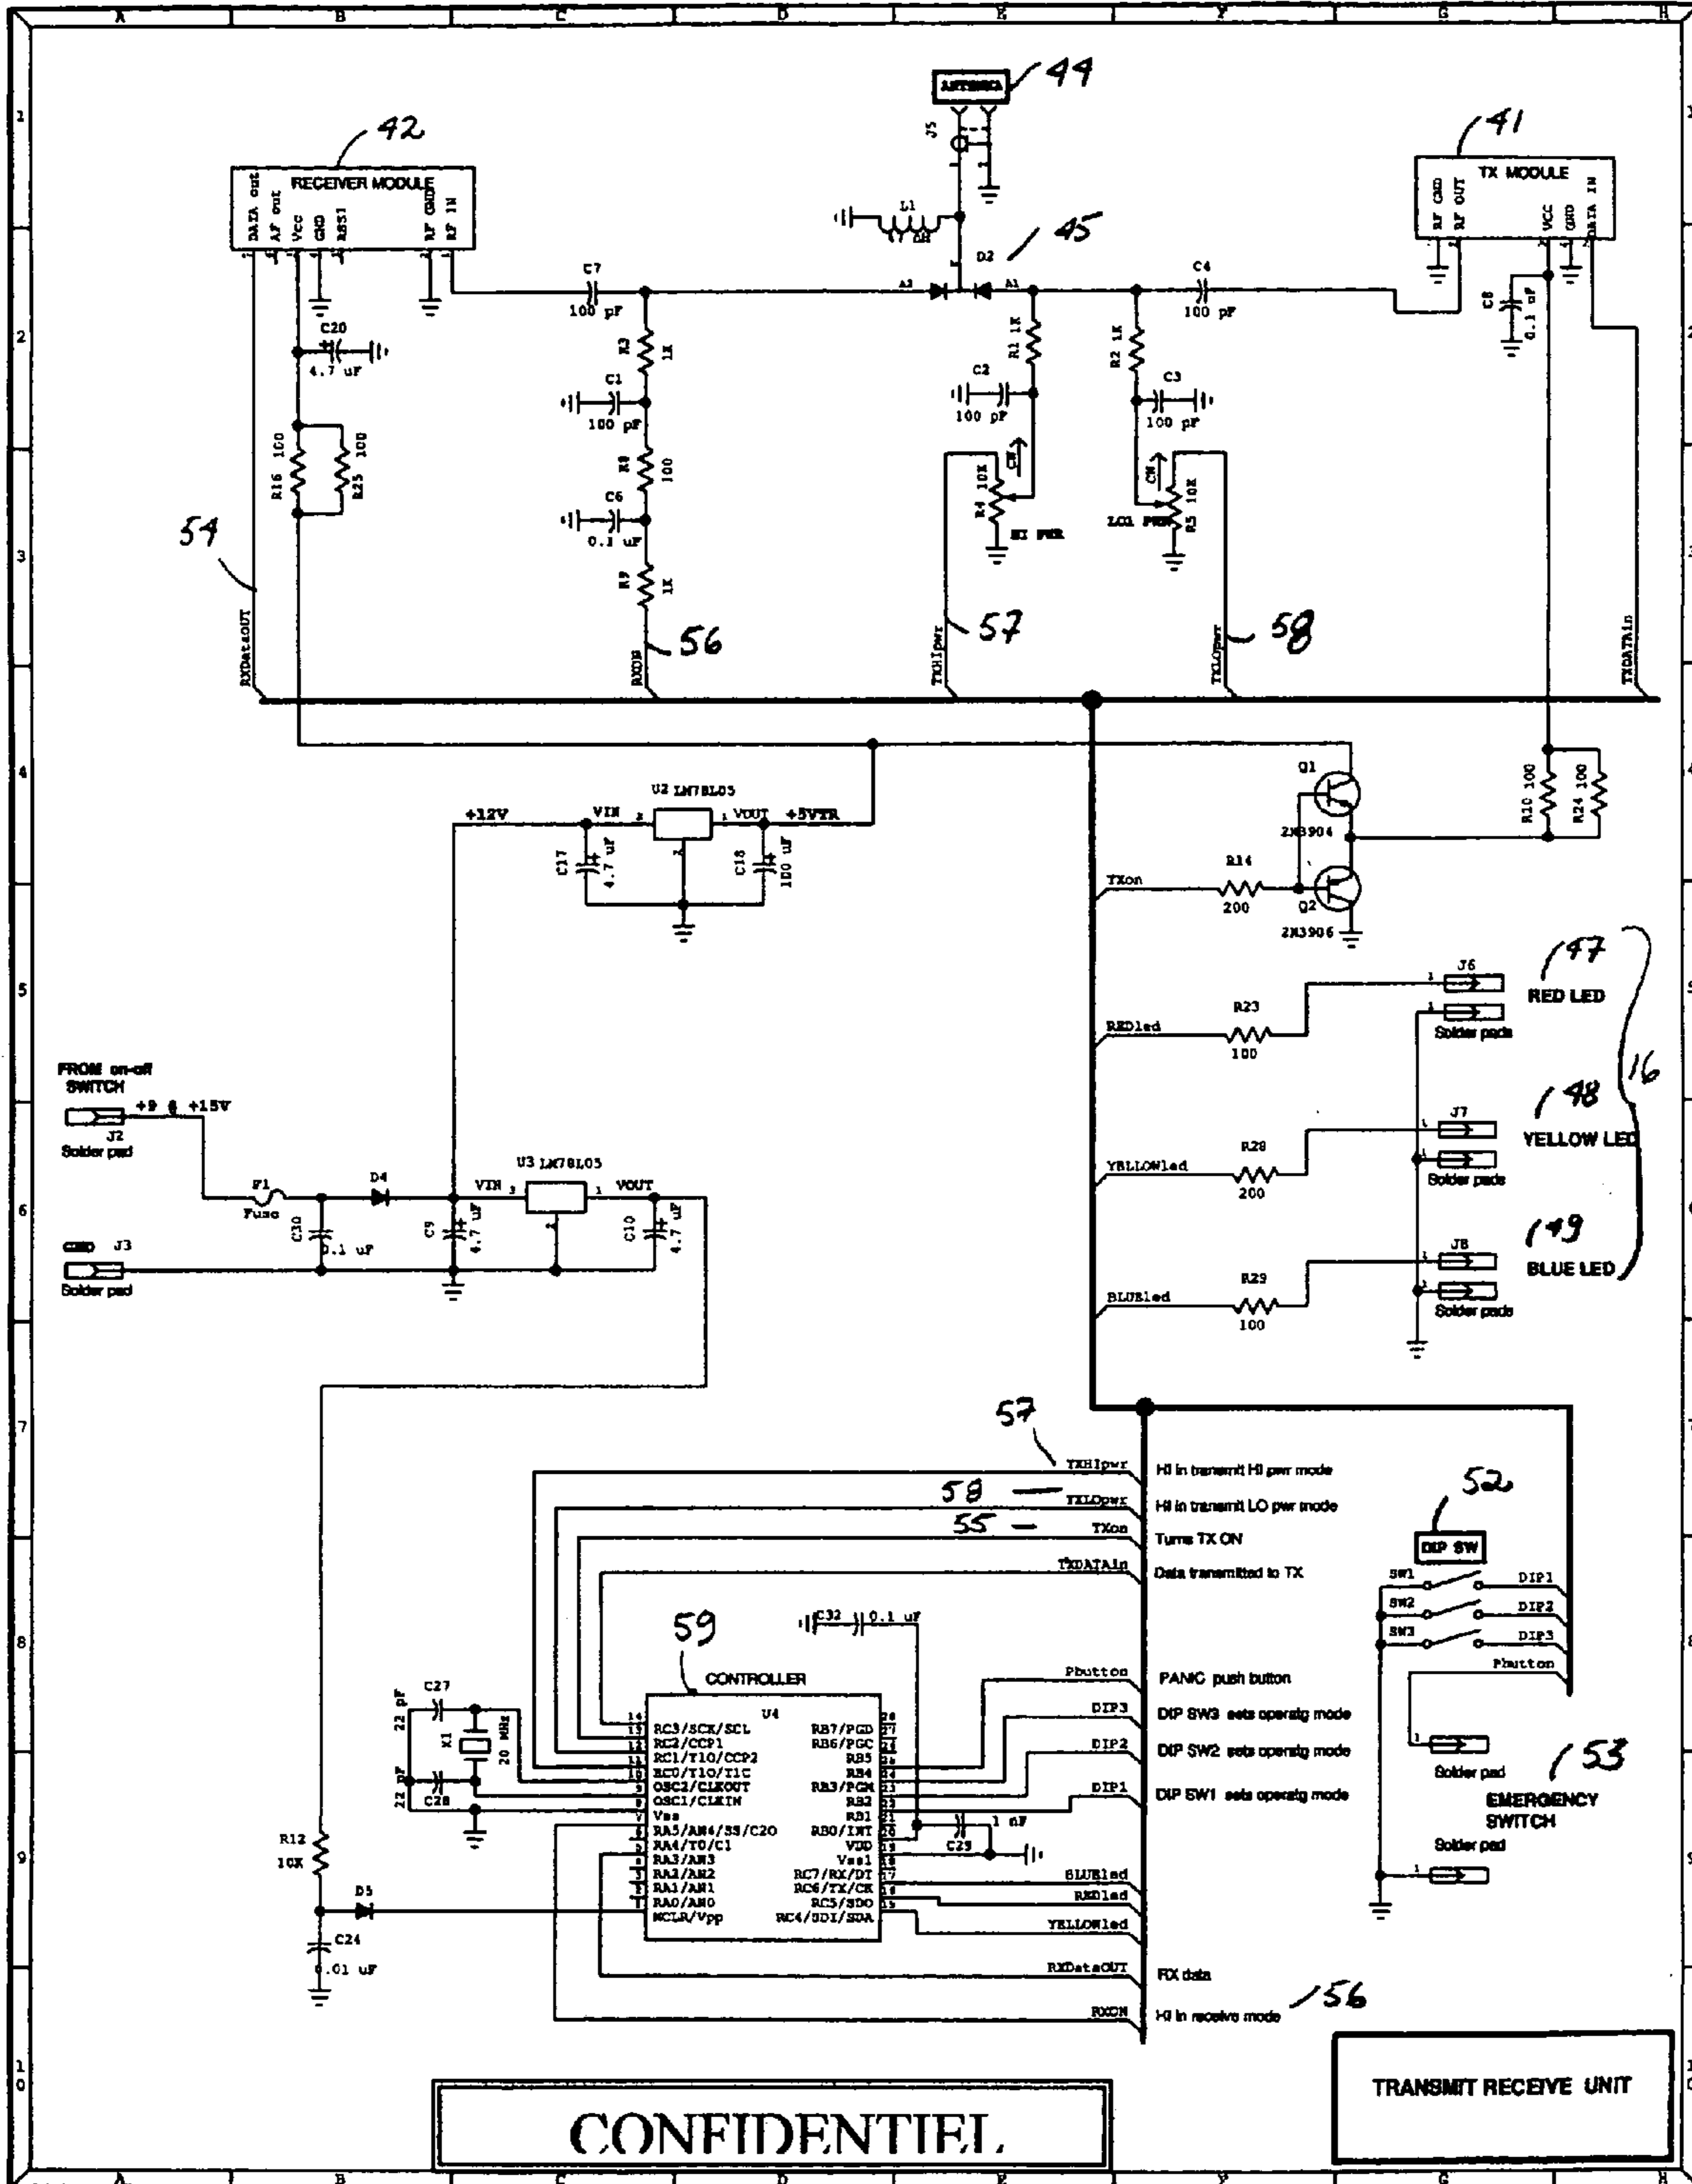 A B C D E F G H
1
44
ANTENNA
J5
42
RECEIVER MODULE
DATA out
AF out
Vcc
GND
RSSI
RF GND
RF IN
41
TX MODULE
RF GND
RF OUT
VCC
GND
DATA IN
L1
45
D2
A2
A1
C7
100 pF
C4
100 pF
C8
0.1 uF
2
C20
4.7 uF
R3
1K
R1 1K
R2 1K
C1
100 pF
C2
100 pF
C3
100 pF
R16 100
R25 100
R8
100
C6
0.1 uF
R4 10K
CW
HI PWR
CW
R5 10K
LO1 PWR
54
3
R9
1K
56
57
58
RXDataOUT
RXON
TXHIpwr
TXLOpwr
TXDATAin
4
U2 LM78L05
+12V
VIN
VOUT
+5VTR
C17
4.7 uF
C18
100 uF
Q1
2N3904
R10 100
R24 100
TXon
R14
200
Q2
2N3906
5
J6
47
RED LED
Solder pads
REDled
R23
100
16
FROM on-off
SWITCH
+9 @ +15V
J2
Solder pad
J7
48
YELLOW LED
Solder pads
YELLOWled
R28
200
6
F1
Fuse
D4
U3 LM78L05
VIN
3
1
VOUT
C30
0.1 uF
C9
4.7 uF
C10
4.7 uF
GND
J3
Solder pad
J8
49
BLUE LED
Solder pads
BLUEled
R29
100
7
57
TXHIpwr
HI in transmit HI pwr mode
58
TXLOpwr
HI in transmit LO pwr mode
55
TXon
Turns TX ON
TXDATAin
Data transmitted to TX
52
DIP SW
SW1
DIP1
SW2
DIP2
SW3
DIP3
Pbutton
8
59
C32
0.1 uF
CONTROLLER
U4
Pbutton
PANIC push button
DIP3
DIP SW3 sets operatg mode
DIP2
DIP SW2 sets operatg mode
DIP1
DIP SW1 sets operatg mode
C27
22 pF
X1
20 MHz
22 pF
C28
RC3/SCK/SCL
RC2/CCP1
RC1/T1O/CCP2
RC0/T1O/T1C
OSC2/CLKOUT
OSC1/CLKIN
Vss
RA5/AN4/SS/C2O
RA4/T0/C1
RA3/AN3
RA2/AN2
RA1/AN1
RA0/AN0
MCLR/Vpp
RB7/PGD
RB6/PGC
RB5
RB4
RB3/PGM
RB2
RB1
RB0/INT
VDD
Vss1
RC7/RX/DT
RC6/TX/CK
RC5/SDO
RC4/SDI/SDA
1 nF
Solder pad
53
EMERGENCY
SWITCH
Solder pad
9
R12
10K
D5
C24
BLUEled
REDled
YELLOWled
RXDataOUT
RX data
RXON
HI in receive mode
56
10
CONFIDENTIEL
TRANSMIT RECEIVE UNIT
A B C D E F G H